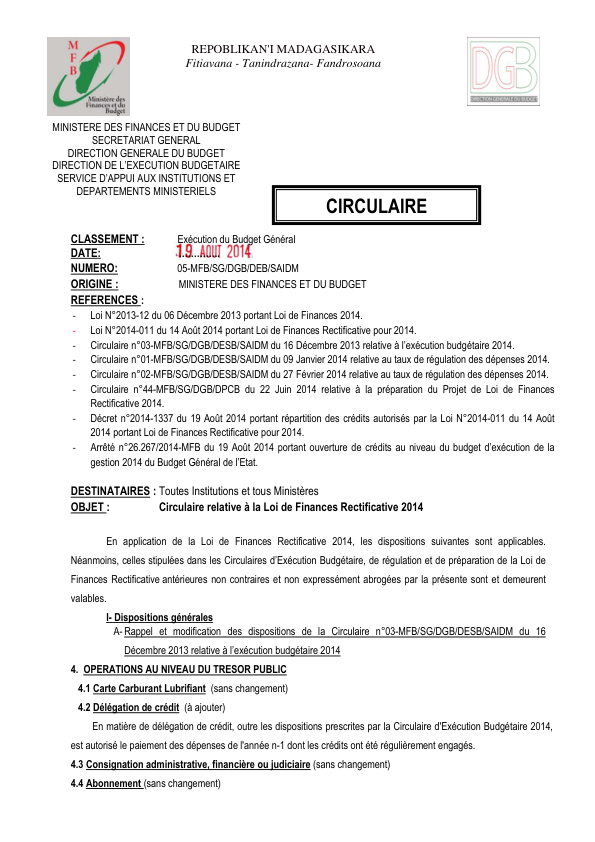 M
F
B
Ministère des
Finances et du
Budget
REPOBLIKAN'I MADAGASIKARA
Fitiavana - Tanindrazana- Fandrosoana
DGB
DIRECTION GENERALE DU BUDGET
MINISTERE DES FINANCES ET DU BUDGET
SECRETARIAT GENERAL
DIRECTION GENERALE DU BUDGET
DIRECTION DE L'EXECUTION BUDGETAIRE
SERVICE D'APPUI AUX INSTITUTIONS ET
DEPARTEMENTS MINISTERIELS
CIRCULAIRE
CLASSEMENT : Exécution du Budget Général
DATE: 19 AOUT 2014
NUMERO: 05-MFB/SG/DGB/DEB/SAIDM
ORIGINE : MINISTERE DES FINANCES ET DU BUDGET
REFERENCES :
- Loi N°2013-12 du 06 Décembre 2013 portant Loi de Finances 2014.
- Loi N°2014-011 du 14 Août 2014 portant Loi de Finances Rectificative pour 2014.
- Circulaire n°03-MFB/SG/DGB/DESB/SAIDM du 16 Décembre 2013 relative à l'exécution budgétaire 2014.
- Circulaire n°01-MFB/SG/DGB/DESB/SAIDM du 09 Janvier 2014 relative au taux de régulation des dépenses 2014.
- Circulaire n°02-MFB/SG/DGB/DESB/SAIDM du 27 Février 2014 relative au taux de régulation des dépenses 2014.
- Circulaire n°44-MFB/SG/DGB/DPCB du 22 Juin 2014 relative à la préparation du Projet de Loi de Finances
Rectificative 2014.
- Décret n°2014-1337 du 19 Août 2014 portant répartition des crédits autorisés par la Loi N°2014-011 du 14 Août
2014 portant Loi de Finances Rectificative pour 2014.
- Arrêté n°26.267/2014-MFB du 19 Août 2014 portant ouverture de crédits au niveau du budget d'exécution de la
gestion 2014 du Budget Général de l'Etat.
DESTINATAIRES : Toutes Institutions et tous Ministères
OBJET : Circulaire relative à la Loi de Finances Rectificative 2014
En application de la Loi de Finances Rectificative 2014, les dispositions suivantes sont applicables.
Néanmoins, celles stipulées dans les Circulaires d'Exécution Budgétaire, de régulation et de préparation de la Loi de
Finances Rectificative antérieures non contraires et non expressément abrogées par la présente sont et demeurent
valables.
I- Dispositions générales
A- Rappel et modification des dispositions de la Circulaire n°03-MFB/SG/DGB/DESB/SAIDM du 16
Décembre 2013 relative à l'exécution budgétaire 2014
4. OPERATIONS AU NIVEAU DU TRESOR PUBLIC
4.1 Carte Carburant Lubrifiant (sans changement)
4.2 Délégation de crédit (à ajouter)
En matière de délégation de crédit, outre les dispositions prescrites par la Circulaire d'Exécution Budgétaire 2014,
est autorisé le paiement des dépenses de l'année n-1 dont les crédits ont été régulièrement engagés.
4.3 Consignation administrative, financière ou judiciaire (sans changement)
4.4 Abonnement (sans changement)